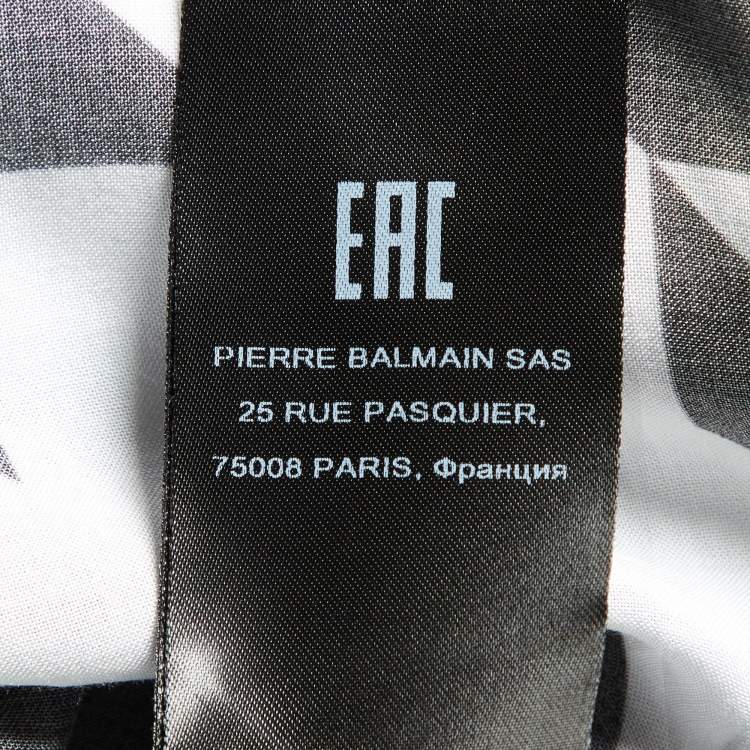 EAC
PIERRE BALMAIN SAS
25 RUE PASQUIER,
75008 PARIS, Франция